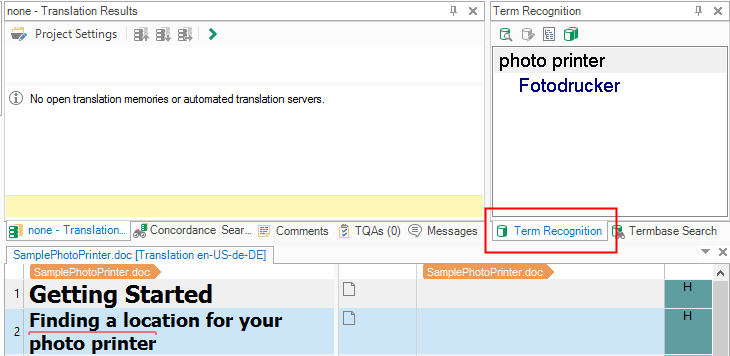 none - Translation Results
Project Settings
No open translation memories or automated translation servers.
Term Recognition
photo printer
Fotodrucker
none - Translation... Concordance Sear... Comments TQAs (0) Messages Term Recognition Termbase Search
SamplePhotoPrinter.doc [Translation en-US-de-DE]
SamplePhotoPrinter.doc SamplePhotoPrinter.doc
1 Getting Started H
2 Finding a location for your H
photo printer